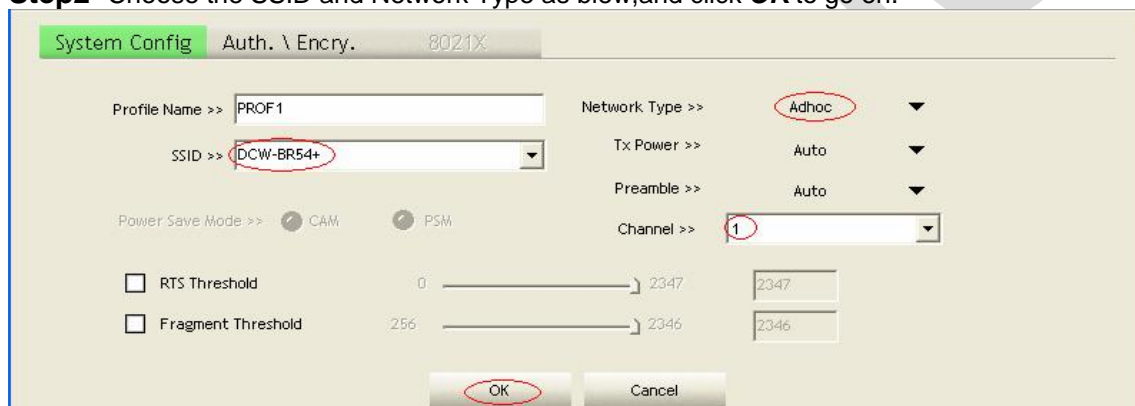 Step2 Choose the SSID and Network Type as blow,and click OK to go on.
System Config Auth. \ Encry. 8021X
Profile Name >> PROF1 Network Type >> Adhoc
SSID >> DCW-BR54+ Tx Power >> Auto
Preamble >> Auto
Power Save Mode >> CAM PSM Channel >> 1
RTS Threshold 0 2347 2347
Fragment Threshold 256 2346 2346
OK Cancel